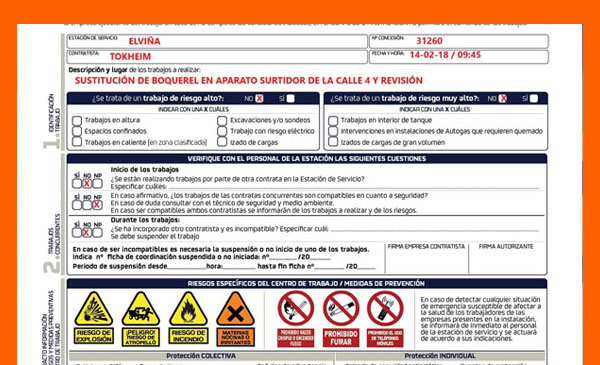 ESTACIÓN DE SERVICIO: ELVIÑA Nº CONCESIÓN: 31260
CONTRATISTA: TOKHEIM FECHA Y HORA: 14-02-18 / 09:45
Descripción y lugar de los trabajos a realizar:
SUSTITUCIÓN DE BOQUEREL EN APARATO SURTIDOR DE LA CALLE 4 Y REVISIÓN
1. IDENTIFICACIÓN TRABAJO
¿Se trata de un trabajo de riesgo alto?: NO X SÍ
INDICAR CON UNA X CUÁLES
Trabajos en altura Excavaciones y/o sondeos
Espacios confinados Trabajo con riesgo eléctrico
Trabajos en caliente [en zona clasificada] Izado de cargas
¿Se trata de un trabajo de riesgo muy alto?: NO X SÍ
INDICAR CON UNA X CUÁLES
Trabajos en interior de tanque
Intervenciones en instalaciones de Autogas que requieren quemado
Izados de cargas de gran volumen
2. TRABAJOS CONCURRENTES
VERIFIQUE CON EL PERSONAL DE LA ESTACIÓN LAS SIGUIENTES CUESTIONES
Inicio de los trabajos
SÍ NO NP
X
¿Se están realizando trabajos por parte de otra contrata en la Estación de Servicio?
Especificar cuáles:
SÍ NO NP
X
En caso afirmativo, ¿los trabajos de las contratas concurrentes son compatibles en cuanto a seguridad?
En caso de duda consultar con el técnico de seguridad y medio ambiente.
En caso ser compatibles ambos contratistas se informarán de los trabajos a realizar y de los riesgos.
Durante los trabajos:
SÍ NO NP
X
¿Se ha incorporado otro contratista y es incompatible? Especificar cuál:
Se debe suspender el trabajo
En caso de ser incompatibles es necesaria la suspensión o no inicio de uno de los trabajos.
Indica nº ficha de coordinación suspendida o no iniciada: nº______ /20____
Periodo de suspensión desde______hora:______ hasta fin ficha nº______ /20____
FIRMA EMPRESA CONTRATISTA FIRMA AUTORIZANTE
RIESGOS ESPECÍFICOS DEL CENTRO DE TRABAJO / MEDIDAS DE PREVENCIÓN
RIESGO DE EXPLOSIÓN
¡PELIGRO! RIESGO DE ATROPELLO
RIESGO DE INCENDIO
MATERIAS NOCIVAS O IRRITANTES
PROHIBIDO HACER CHISPAS O ENCENDER FUEGO
PROHIBIDO FUMAR
PROHIBIDO EL USO DE TELÉFONOS MÓVILES
En caso de detectar cualquier situación
de emergencia susceptible de afectar a
la salud de los trabajadores de las
empresas presentes en la instalación,
se informará de inmediato al personal
de la estación de servicio y se actuará
de acuerdo a sus indicaciones.
Protección COLECTIVA Protección INDIVIDUAL